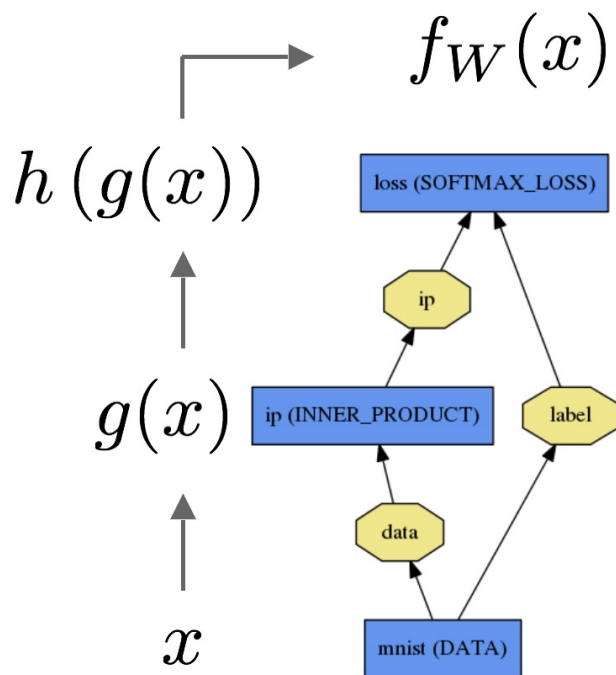 f_W(x)
h(g(x))
loss (SOFTMAX_LOSS)
ip
g(x)
ip (INNER_PRODUCT)
label
data
x
mnist (DATA)